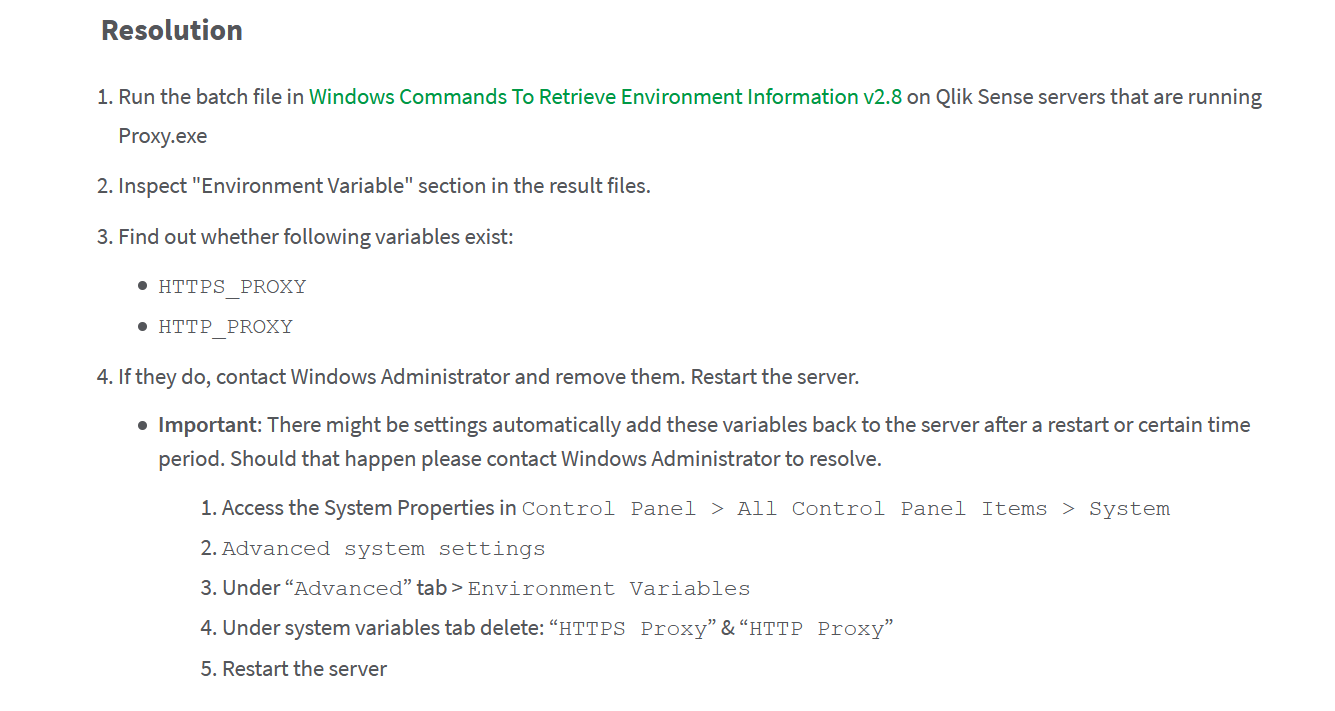 Resolution
1. Run the batch file in Windows Commands To Retrieve Environment Information v2.8 on Qlik Sense servers that are running
Proxy.exe
2. Inspect "Environment Variable" section in the result files.
3. Find out whether following variables exist:
● HTTPS_PROXY
● HTTP_PROXY
4. If they do, contact Windows Administrator and remove them. Restart the server.
● Important: There might be settings automatically add these variables back to the server after a restart or certain time
period. Should that happen please contact Windows Administrator to resolve.
1. Access the System Properties in Control Panel > All Control Panel Items > System
2. Advanced system settings
3. Under “Advanced” tab > Environment Variables
4. Under system variables tab delete: “HTTPS Proxy” & “HTTP Proxy”
5. Restart the server